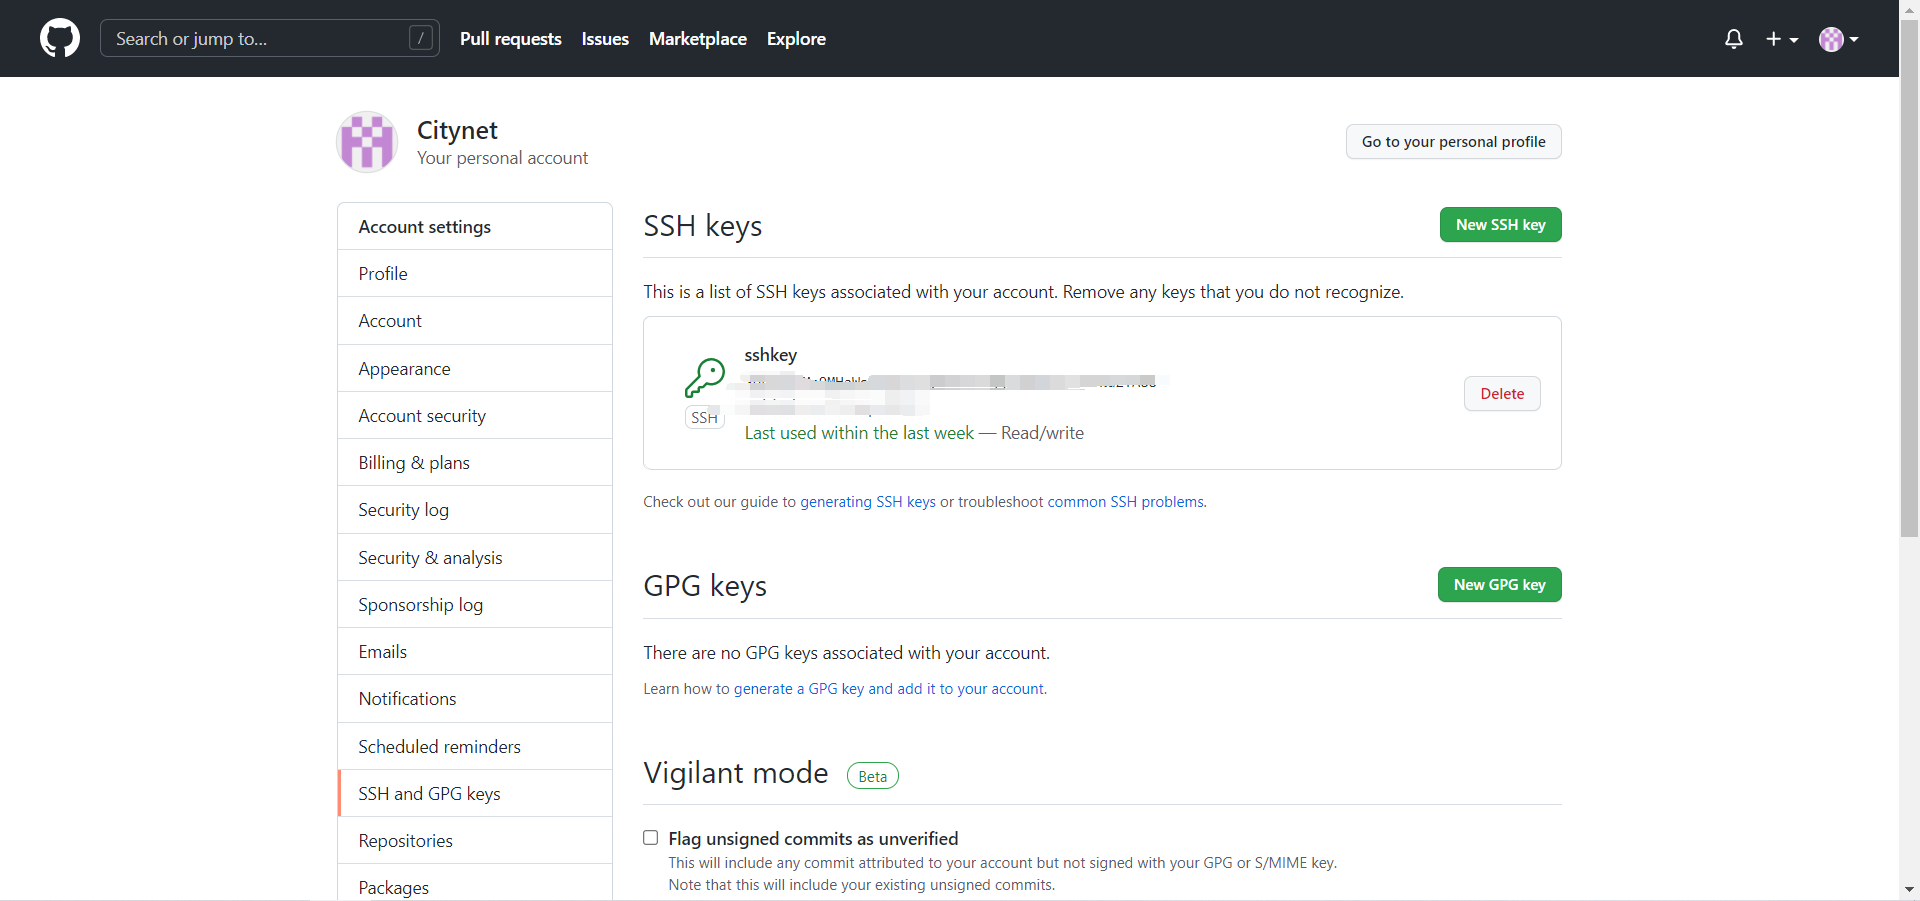 Search or jump to... /
Pull requests Issues Marketplace Explore
Citynet
Your personal account
Go to your personal profile
Account settings
Profile
Account
Appearance
Account security
Billing & plans
Security log
Security & analysis
Sponsorship log
Emails
Notifications
Scheduled reminders
SSH and GPG keys
Repositories
Packages
SSH keys
New SSH key
This is a list of SSH keys associated with your account. Remove any keys that you do not recognize.
sshkey
SSH
Last used within the last week — Read/write
Delete
Check out our guide to generating SSH keys or troubleshoot common SSH problems.
GPG keys
New GPG key
There are no GPG keys associated with your account.
Learn how to generate a GPG key and add it to your account.
Vigilant mode Beta
Flag unsigned commits as unverified
This will include any commit attributed to your account but not signed with your GPG or S/MIME key.
Note that this will include your existing unsigned commits.